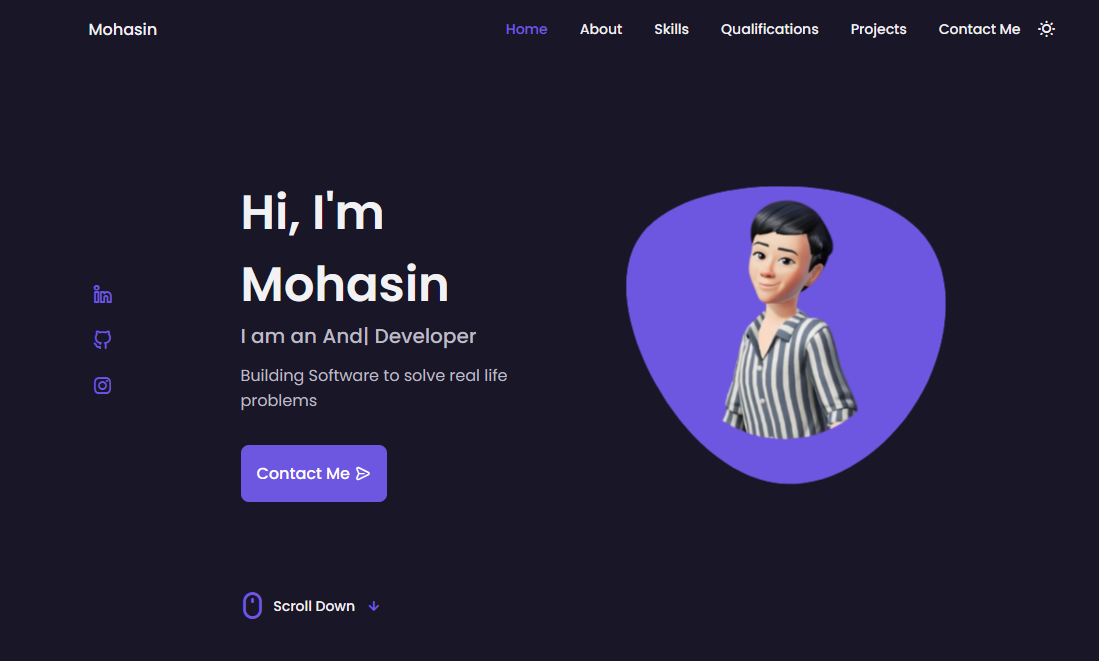 Mohasin
Home About Skills Qualifications Projects Contact Me
Hi, I'm
Mohasin
I am an And| Developer
Building Software to solve real life
problems
Contact Me
Scroll Down